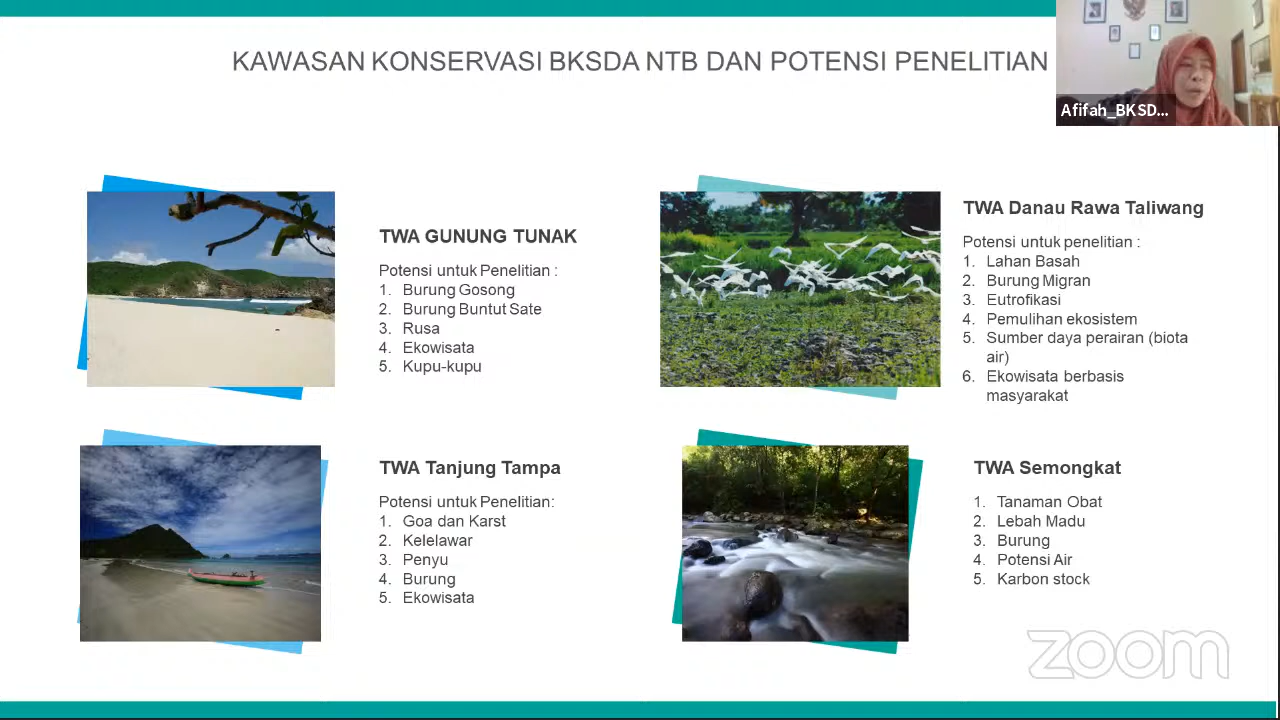 KAWASAN KONSERVASI BKSDA NTB DAN POTENSI PENELITIAN
Afifah_BKSD...
TWA GUNUNG TUNAK
Potensi untuk Penelitian :
1. Burung Gosong
2. Burung Buntut Sate
3. Rusa
4. Ekowisata
5. Kupu-kupu
TWA Danau Rawa Taliwang
Potensi untuk penelitian :
1. Lahan Basah
2. Burung Migran
3. Eutrofikasi
4. Pemulihan ekosistem
5. Sumber daya perairan (biota
air)
6. Ekowisata berbasis
masyarakat
TWA Tanjung Tampa
Potensi untuk Penelitian:
1. Goa dan Karst
2. Kelelawar
3. Penyu
4. Burung
5. Ekowisata
TWA Semongkat
1. Tanaman Obat
2. Lebah Madu
3. Burung
4. Potensi Air
5. Karbon stock
zoom